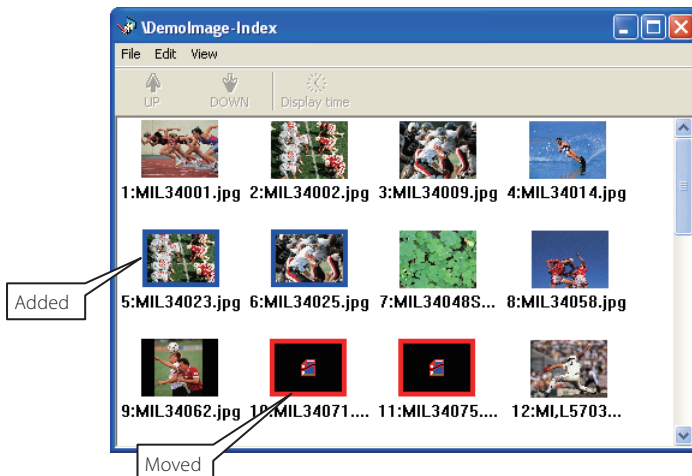 \DemoImage-Index
File Edit View
UP DOWN Display time
1:MIL34001.jpg 2:MIL34002.jpg 3:MIL34009.jpg 4:MIL34014.jpg
Added
5:MIL34023.jpg 6:MIL34025.jpg 7:MIL34048S... 8:MIL34058.jpg
9:MIL34062.jpg 10:MIL34071.... 11:MIL34075.... 12:MI,L5703...
Moved